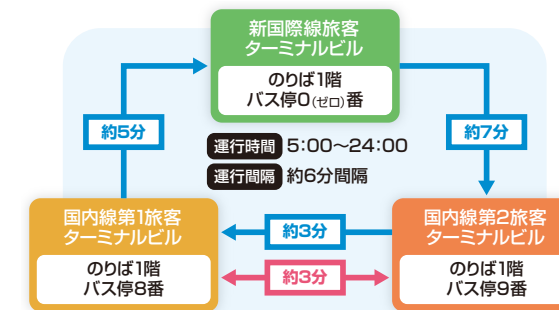 新国際線旅客
ターミナルビル
のりば1階
バス停0(ゼロ)番
約5分
約7分
運行時間 5:00〜24:00
運行間隔 約6分間隔
国内線第1旅客
ターミナルビル
のりば1階
バス停8番
約3分
約3分
国内線第2旅客
ターミナルビル
のりば1階
バス停9番